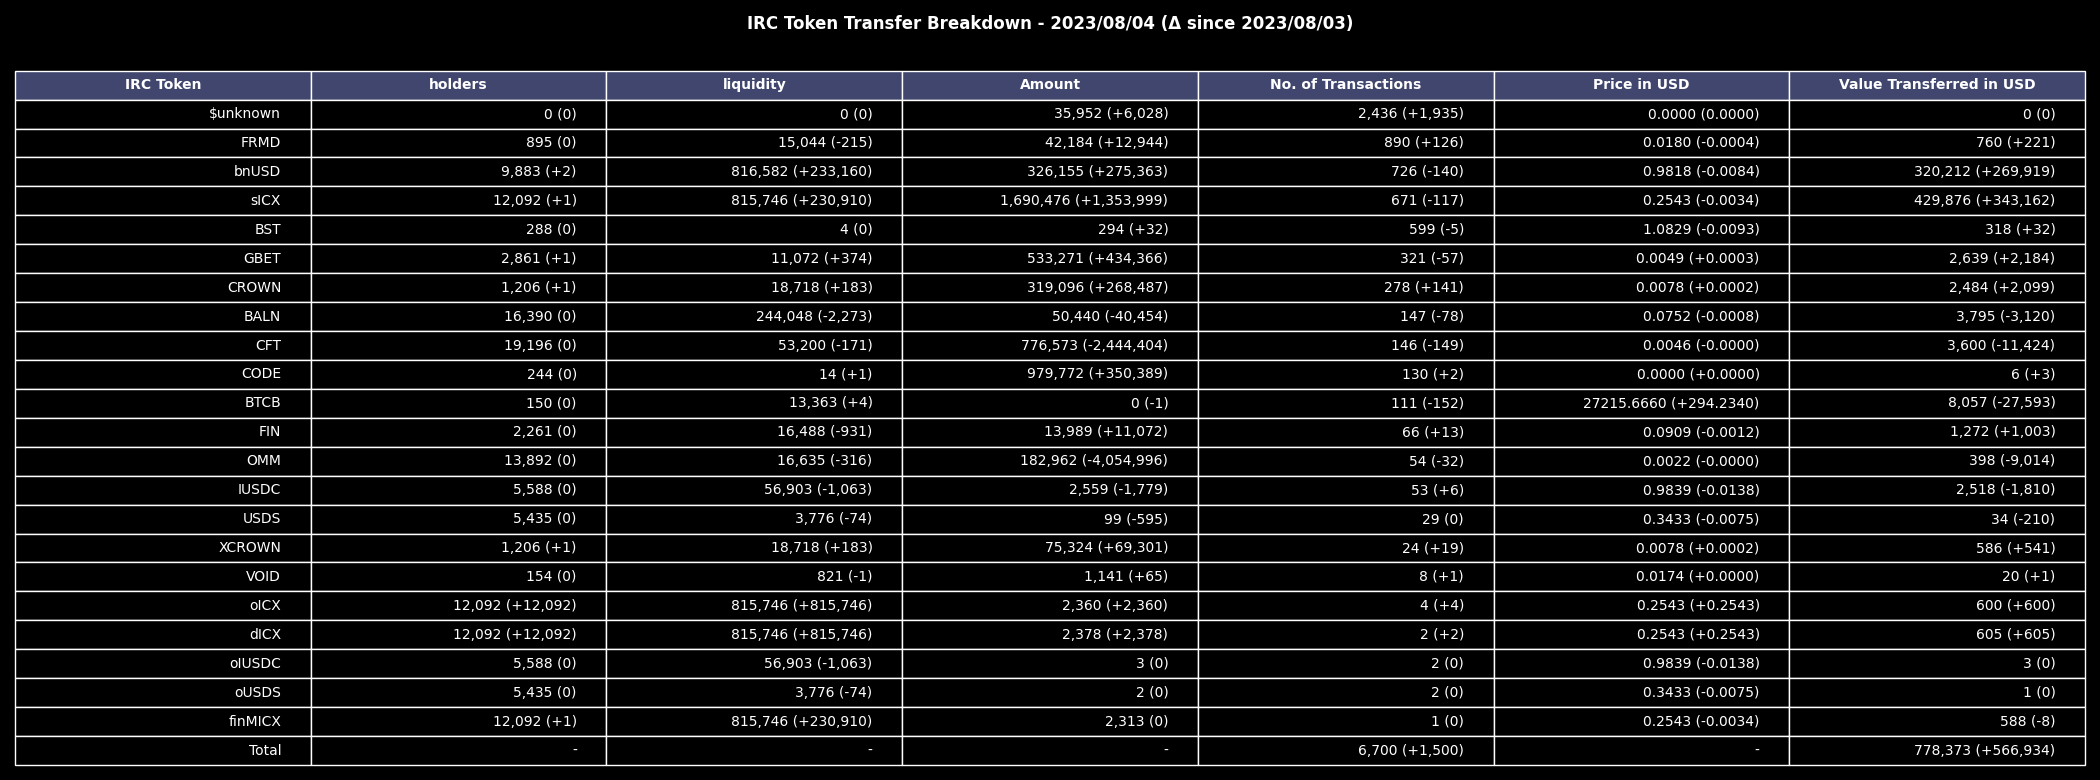 IRC Token Transfer Breakdown - 2023/08/04 (Δ since 2023/08/03)
IRC Token holders liquidity Amount No. of Transactions Price in USD Value Transferred in USD
$unknown 0 (0) 0 (0) 35,952 (+6,028) 2,436 (+1,935) 0.0000 (0.0000) 0 (0)
FRMD 895 (0) 15,044 (-215) 42,184 (+12,944) 890 (+126) 0.0180 (-0.0004) 760 (+221)
bnUSD 9,883 (+2) 816,582 (+233,160) 326,155 (+275,363) 726 (-140) 0.9818 (-0.0084) 320,212 (+269,919)
sICX 12,092 (+1) 815,746 (+230,910) 1,690,476 (+1,353,999) 671 (-117) 0.2543 (-0.0034) 429,876 (+343,162)
BST 288 (0) 4 (0) 294 (+32) 599 (-5) 1.0829 (-0.0093) 318 (+32)
GBET 2,861 (+1) 11,072 (+374) 533,271 (+434,366) 321 (-57) 0.0049 (+0.0003) 2,639 (+2,184)
CROWN 1,206 (+1) 18,718 (+183) 319,096 (+268,487) 278 (+141) 0.0078 (+0.0002) 2,484 (+2,099)
BALN 16,390 (0) 244,048 (-2,273) 50,440 (-40,454) 147 (-78) 0.0752 (-0.0008) 3,795 (-3,120)
CFT 19,196 (0) 53,200 (-171) 776,573 (-2,444,404) 146 (-149) 0.0046 (-0.0000) 3,600 (-11,424)
CODE 244 (0) 14 (+1) 979,772 (+350,389) 130 (+2) 0.0000 (+0.0000) 6 (+3)
BTCB 150 (0) 13,363 (+4) 0 (-1) 111 (-152) 27215.6660 (+294.2340) 8,057 (-27,593)
FIN 2,261 (0) 16,488 (-931) 13,989 (+11,072) 66 (+13) 0.0909 (-0.0012) 1,272 (+1,003)
OMM 13,892 (0) 16,635 (-316) 182,962 (-4,054,996) 54 (-32) 0.0022 (-0.0000) 398 (-9,014)
IUSDC 5,588 (0) 56,903 (-1,063) 2,559 (-1,779) 53 (+6) 0.9839 (-0.0138) 2,518 (-1,810)
USDS 5,435 (0) 3,776 (-74) 99 (-595) 29 (0) 0.3433 (-0.0075) 34 (-210)
XCROWN 1,206 (+1) 18,718 (+183) 75,324 (+69,301) 24 (+19) 0.0078 (+0.0002) 586 (+541)
VOID 154 (0) 821 (-1) 1,141 (+65) 8 (+1) 0.0174 (+0.0000) 20 (+1)
oICX 12,092 (+12,092) 815,746 (+815,746) 2,360 (+2,360) 4 (+4) 0.2543 (+0.2543) 600 (+600)
dICX 12,092 (+12,092) 815,746 (+815,746) 2,378 (+2,378) 2 (+2) 0.2543 (+0.2543) 605 (+605)
oIUSDC 5,588 (0) 56,903 (-1,063) 3 (0) 2 (0) 0.9839 (-0.0138) 3 (0)
oUSDS 5,435 (0) 3,776 (-74) 2 (0) 2 (0) 0.3433 (-0.0075) 1 (0)
finMICX 12,092 (+1) 815,746 (+230,910) 2,313 (0) 1 (0) 0.2543 (-0.0034) 588 (-8)
Total - - - 6,700 (+1,500) - 778,373 (+566,934)